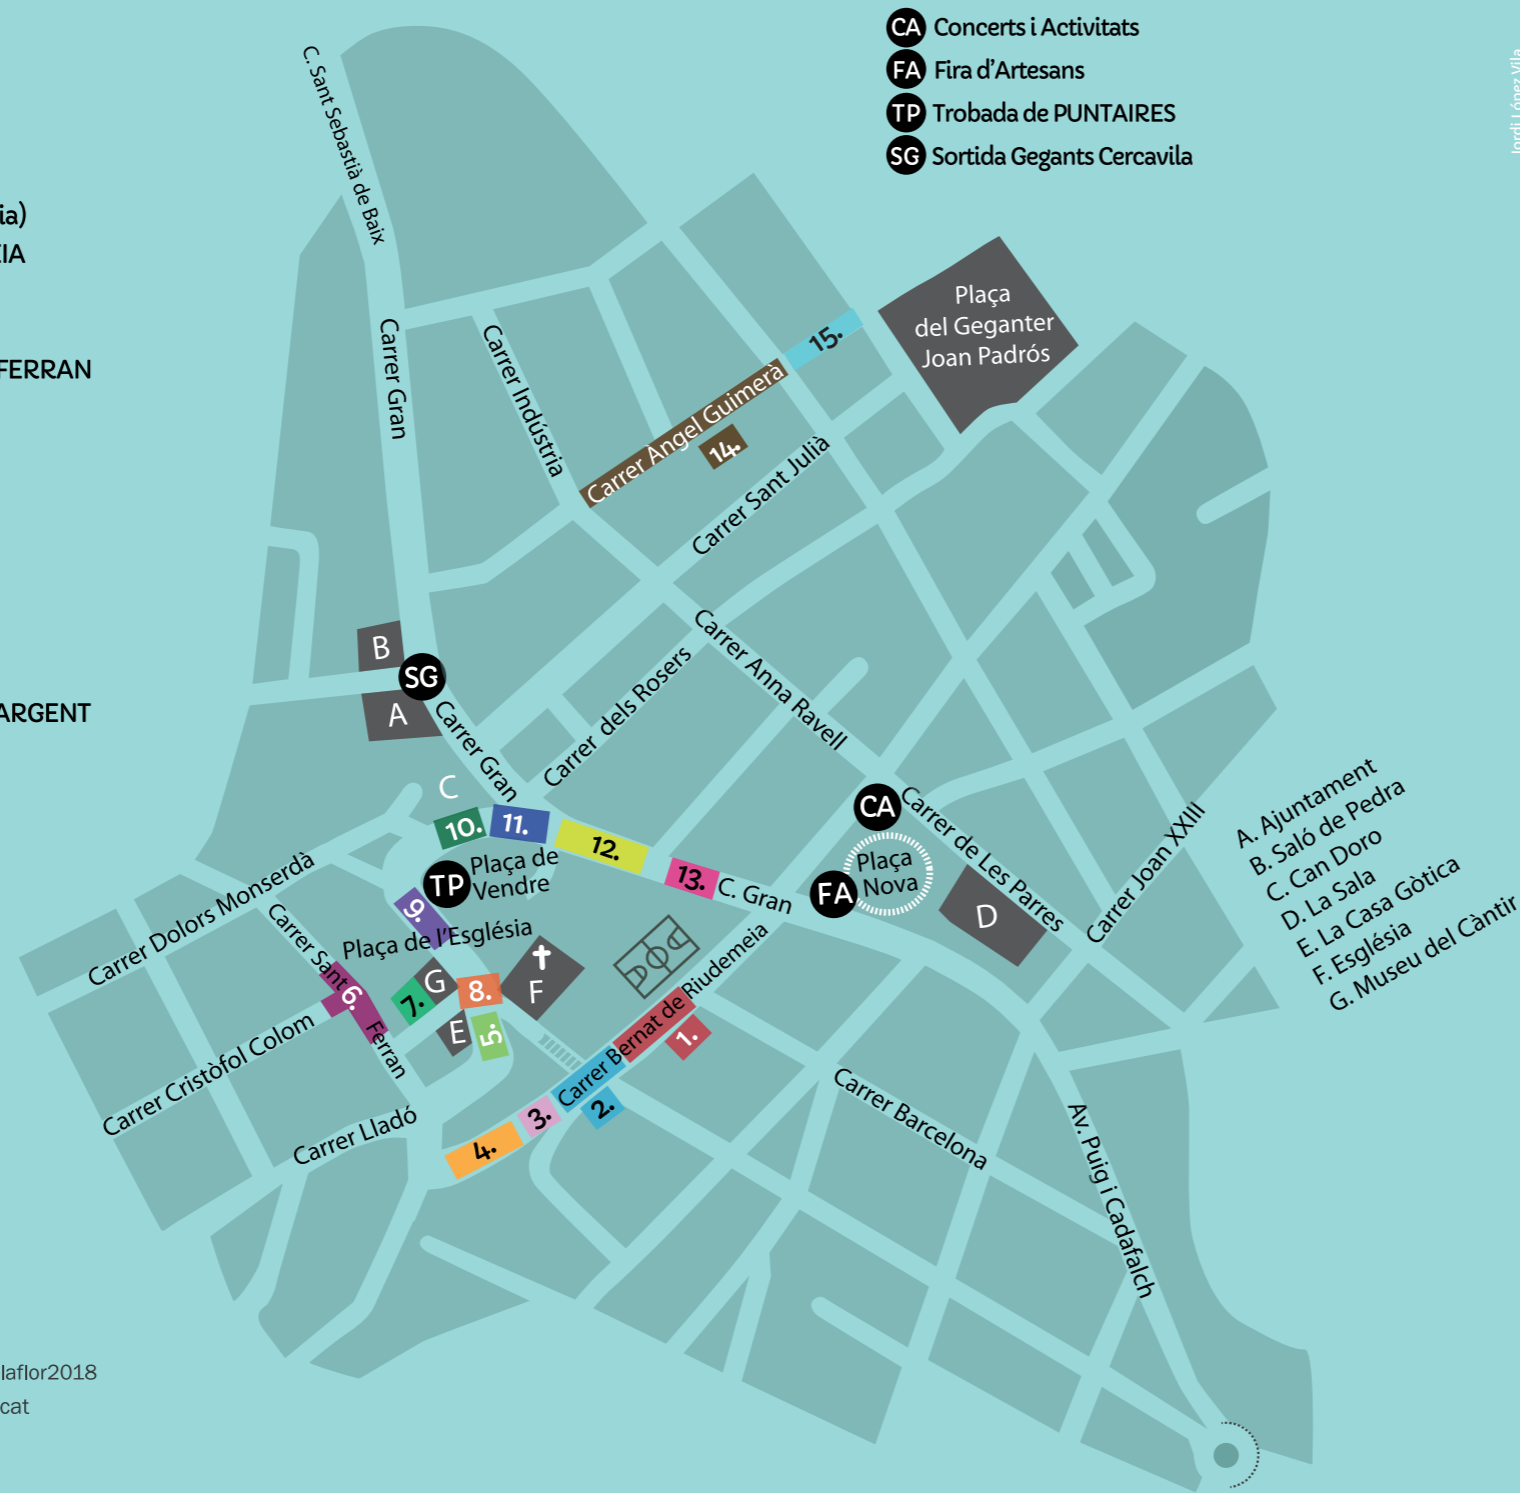 CA Concerts i Activitats
FA Fira d'Artesans
TP Trobada de PUNTAIRES
SG Sortida Gegants Cercavila
Jordi López Vila
ia)
IA
FERRAN
ARGENT
C. Sant Sebastià de Baix
Carrer Gran
Carrer Indústria
Carrer Àngel Guimerà
15.
14.
Plaça
del Geganter
Joan Padrós
Carrer Sant Julià
B
SG
A
Carrer Gran
Carrer dels Rosers
Carrer Anna Ravell
C
10.
11.
12.
13.
C. Gran
CA
Carrer de Les Parres
Plaça
Nova
FA
D
Carrer Joan XXIII
TP
Plaça de
Vendre
9.
Plaça de l'Església
Carrer Dolors Monserdà
Carrer Sant
Ferran
6.
7.
G
8.
F
E
5.
Carrer Cristòfol Colom
Carrer Lladó
Carrer Bernat de Riudemeia
1.
2.
3.
4.
Carrer Barcelona
Av. Puig i Cadafalch
A. Ajuntament
B. Saló de Pedra
C. Can Doro
D. La Sala
E. La Casa Gòtica
F. Església
G. Museu del Càntir
laflor2018
cat